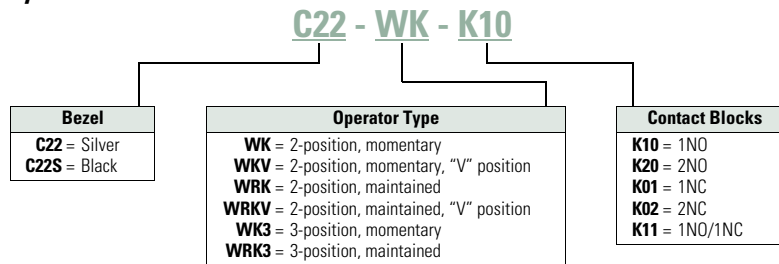 C22 - WK - K10
Bezel
C22 = Silver
C22S = Black
Operator Type
WK = 2-position, momentary
WKV = 2-position, momentary, “V” position
WRK = 2-position, maintained
WRKV = 2-position, maintained, “V” position
WK3 = 3-position, momentary
WRK3 = 3-position, maintained
Contact Blocks
K10 = 1NO
K20 = 2NO
K01 = 1NC
K02 = 2NC
K11 = 1NO/1NC